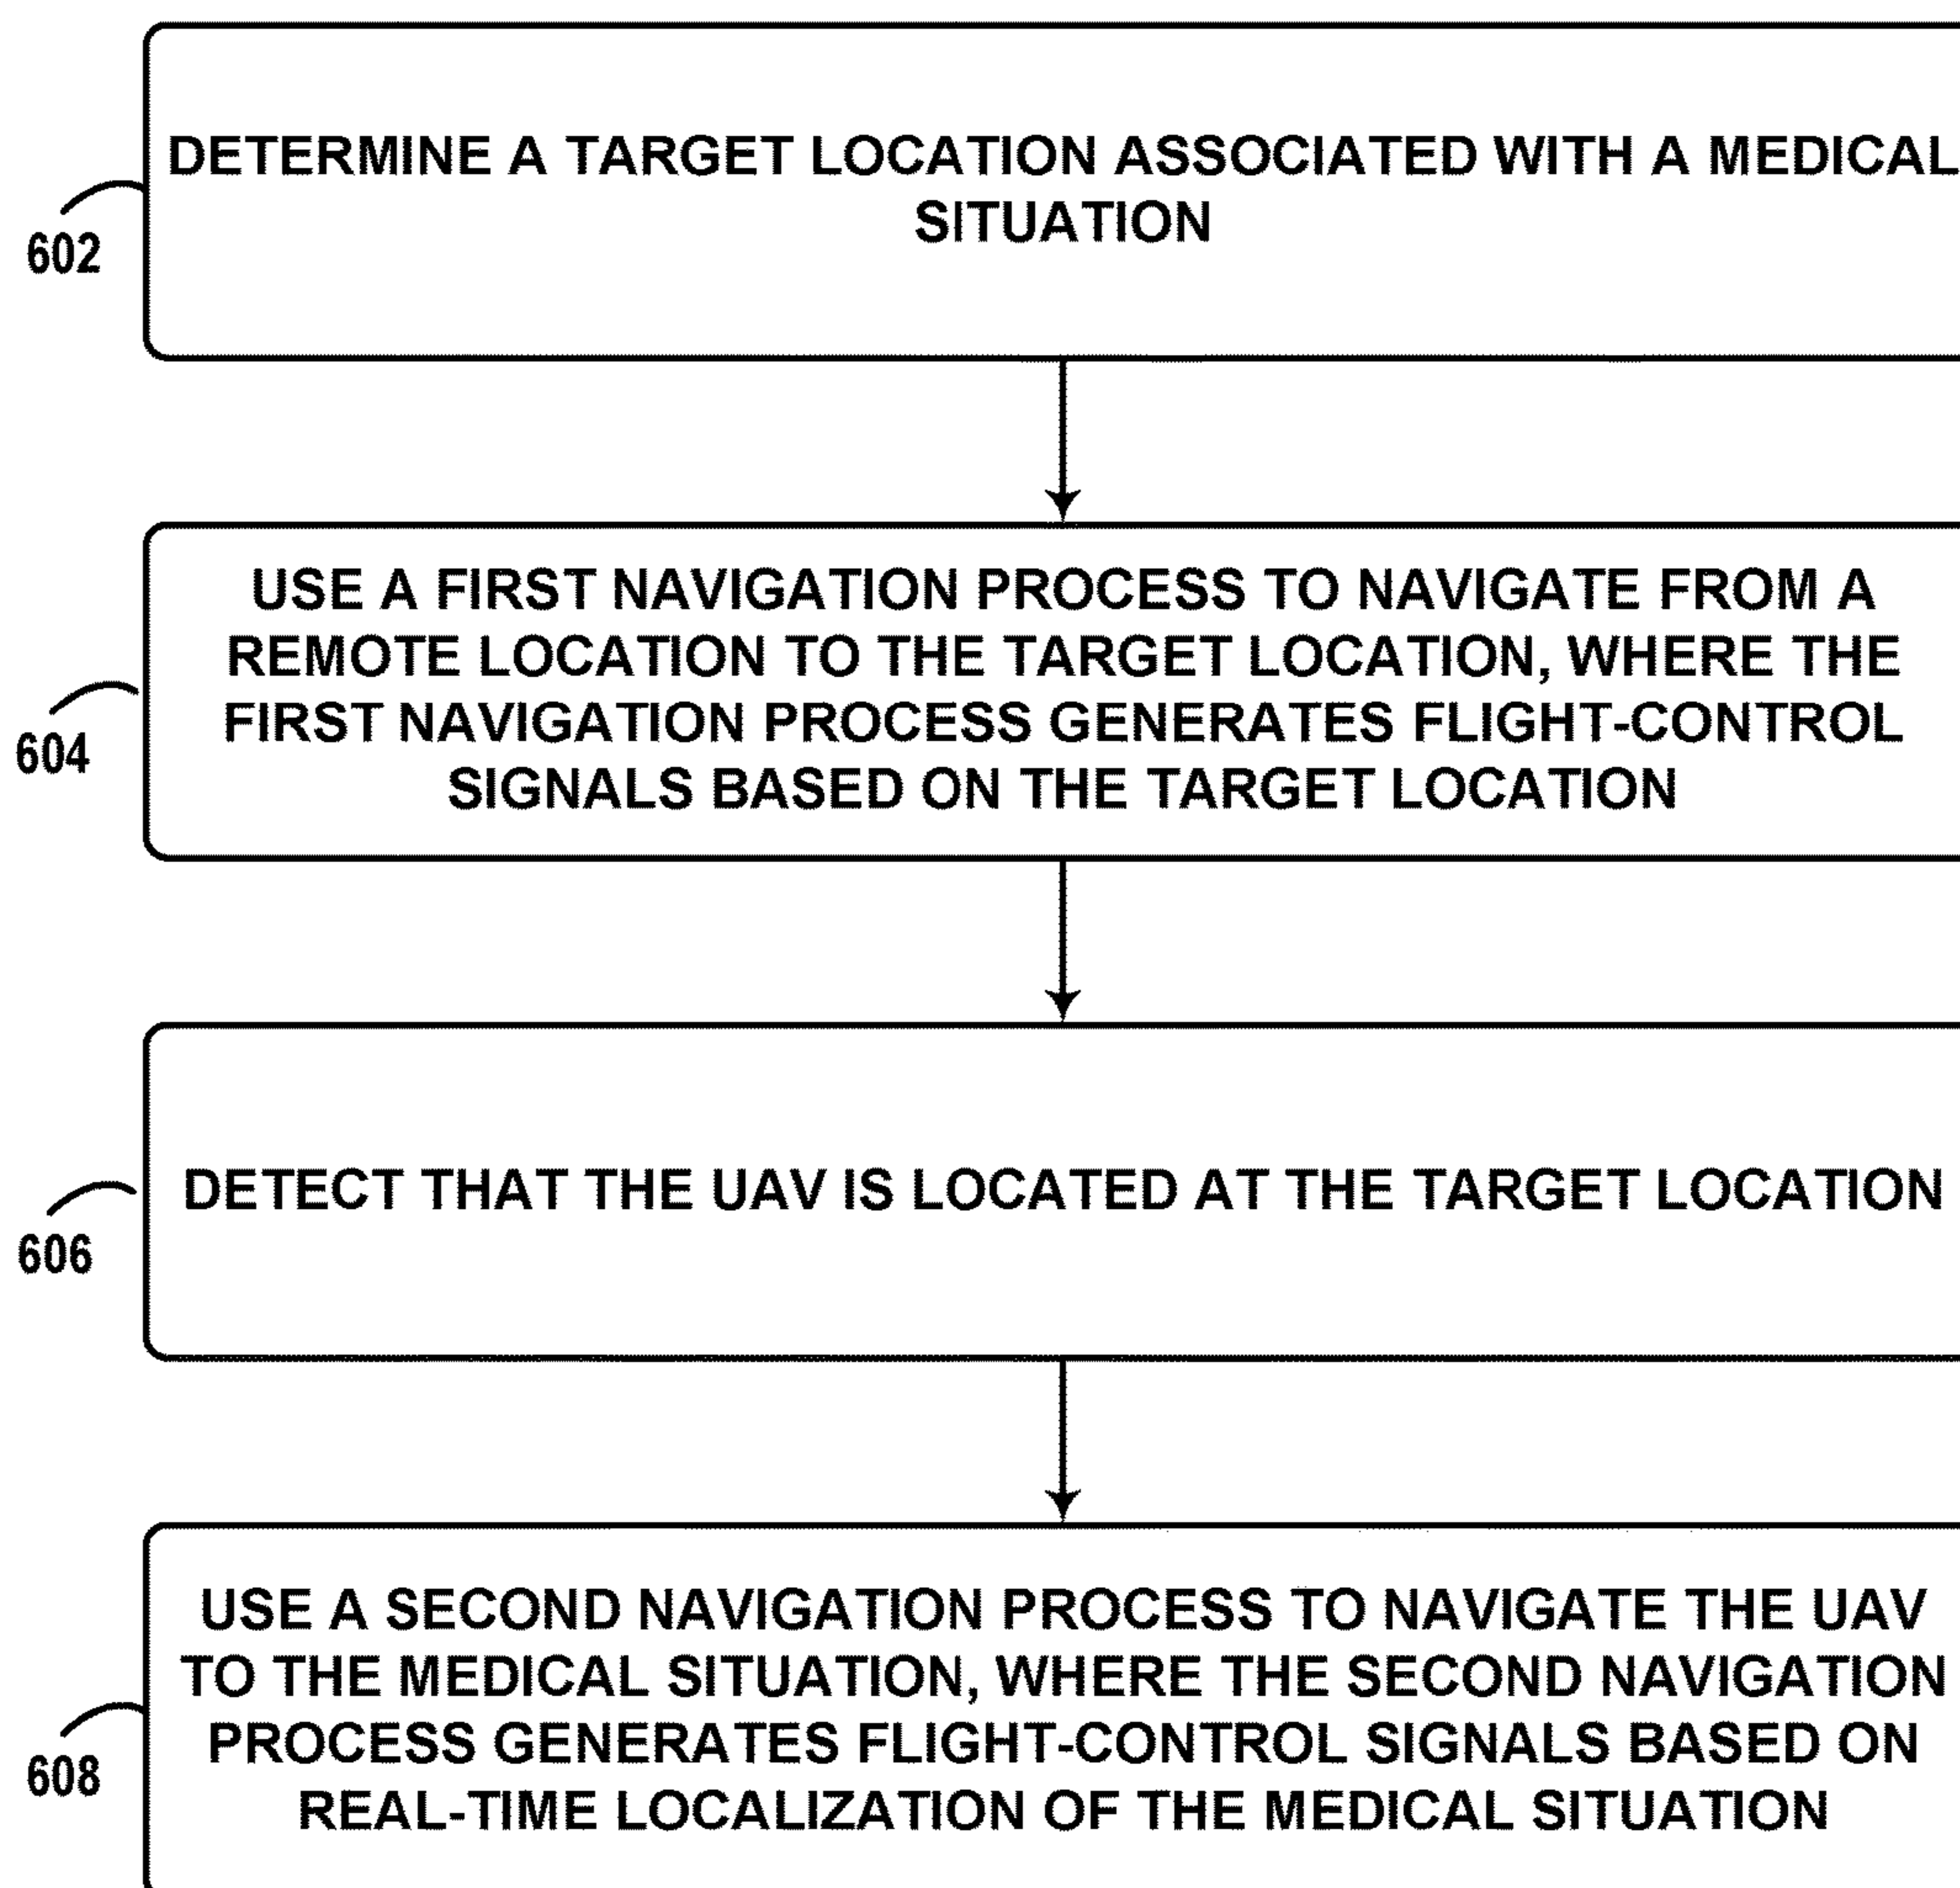 DETERMINE A TARGET LOCATION ASSOCIATED WITH A MEDICAL
SITUATION
602
USE A FIRST NAVIGATION PROCESS TO NAVIGATE FROM A
REMOTE LOCATION TO THE TARGET LOCATION, WHERE THE
FIRST NAVIGATION PROCESS GENERATES FLIGHT-CONTROL
SIGNALS BASED ON THE TARGET LOCATION
604
DETECT THAT THE UAV IS LOCATED AT THE TARGET LOCATION
606
USE A SECOND NAVIGATION PROCESS TO NAVIGATE THE UAV
TO THE MEDICAL SITUATION, WHERE THE SECOND NAVIGATION
PROCESS GENERATES FLIGHT-CONTROL SIGNALS BASED ON
REAL-TIME LOCALIZATION OF THE MEDICAL SITUATION
608